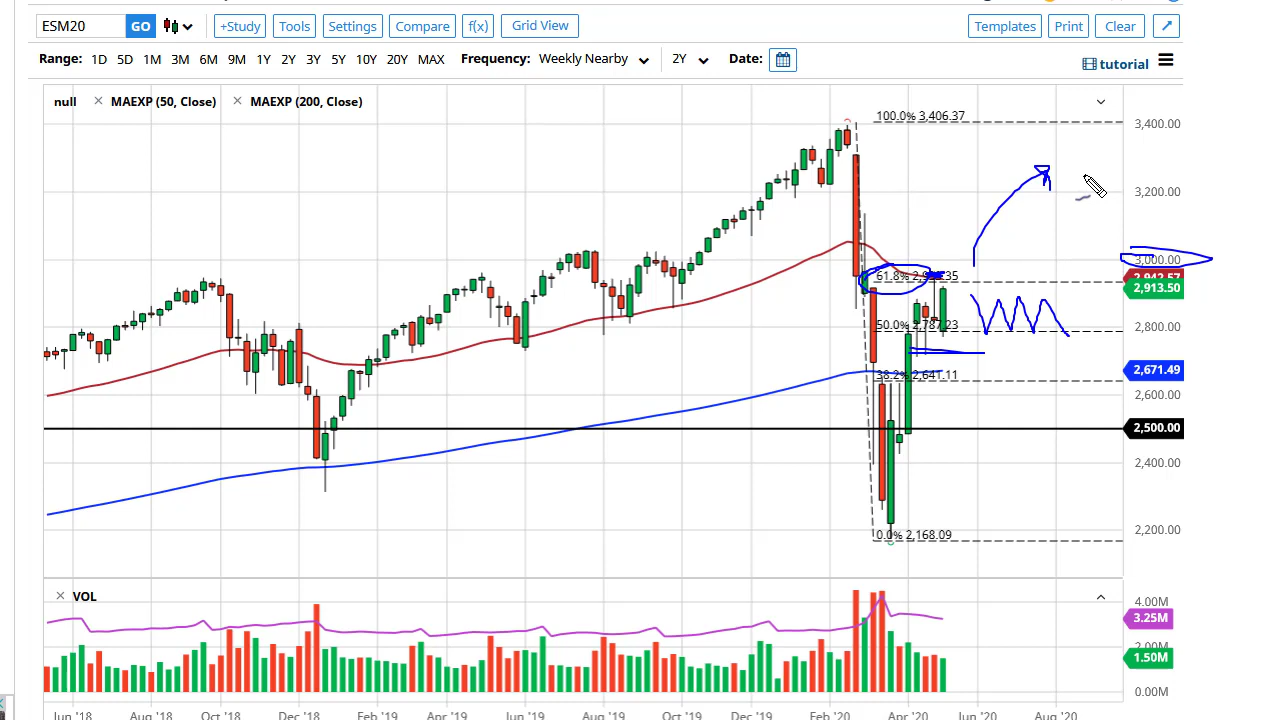 ESM20 GO +Study Tools Settings Compare f(x) Grid View Templates Print Clear
Range: 1D 5D 1M 3M 6M 9M 1Y 2Y 3Y 5Y 10Y 20Y MAX Frequency: Weekly Nearby 2Y Date:
tutorial
null × MAEXP (50, Close) × MAEXP (200, Close)
100.0% 3,406.37
3,400.00
3,200.00
3,000.00
61.8%
2,913.50
50.0% 2,787.23
2,800.00
38.2% 2,641.11
2,671.49
2,600.00
2,500.00
2,400.00
0.0% 2,168.09
2,200.00
× VOL
4.00M
3.25M
2.00M
1.50M
0.00M
Jun '18 Aug '18 Oct '18 Dec '18 Feb '19 Apr '19 Jun '19 Aug '19 Oct '19 Dec '19 Feb '20 Apr '20 Jun '20 Aug '20